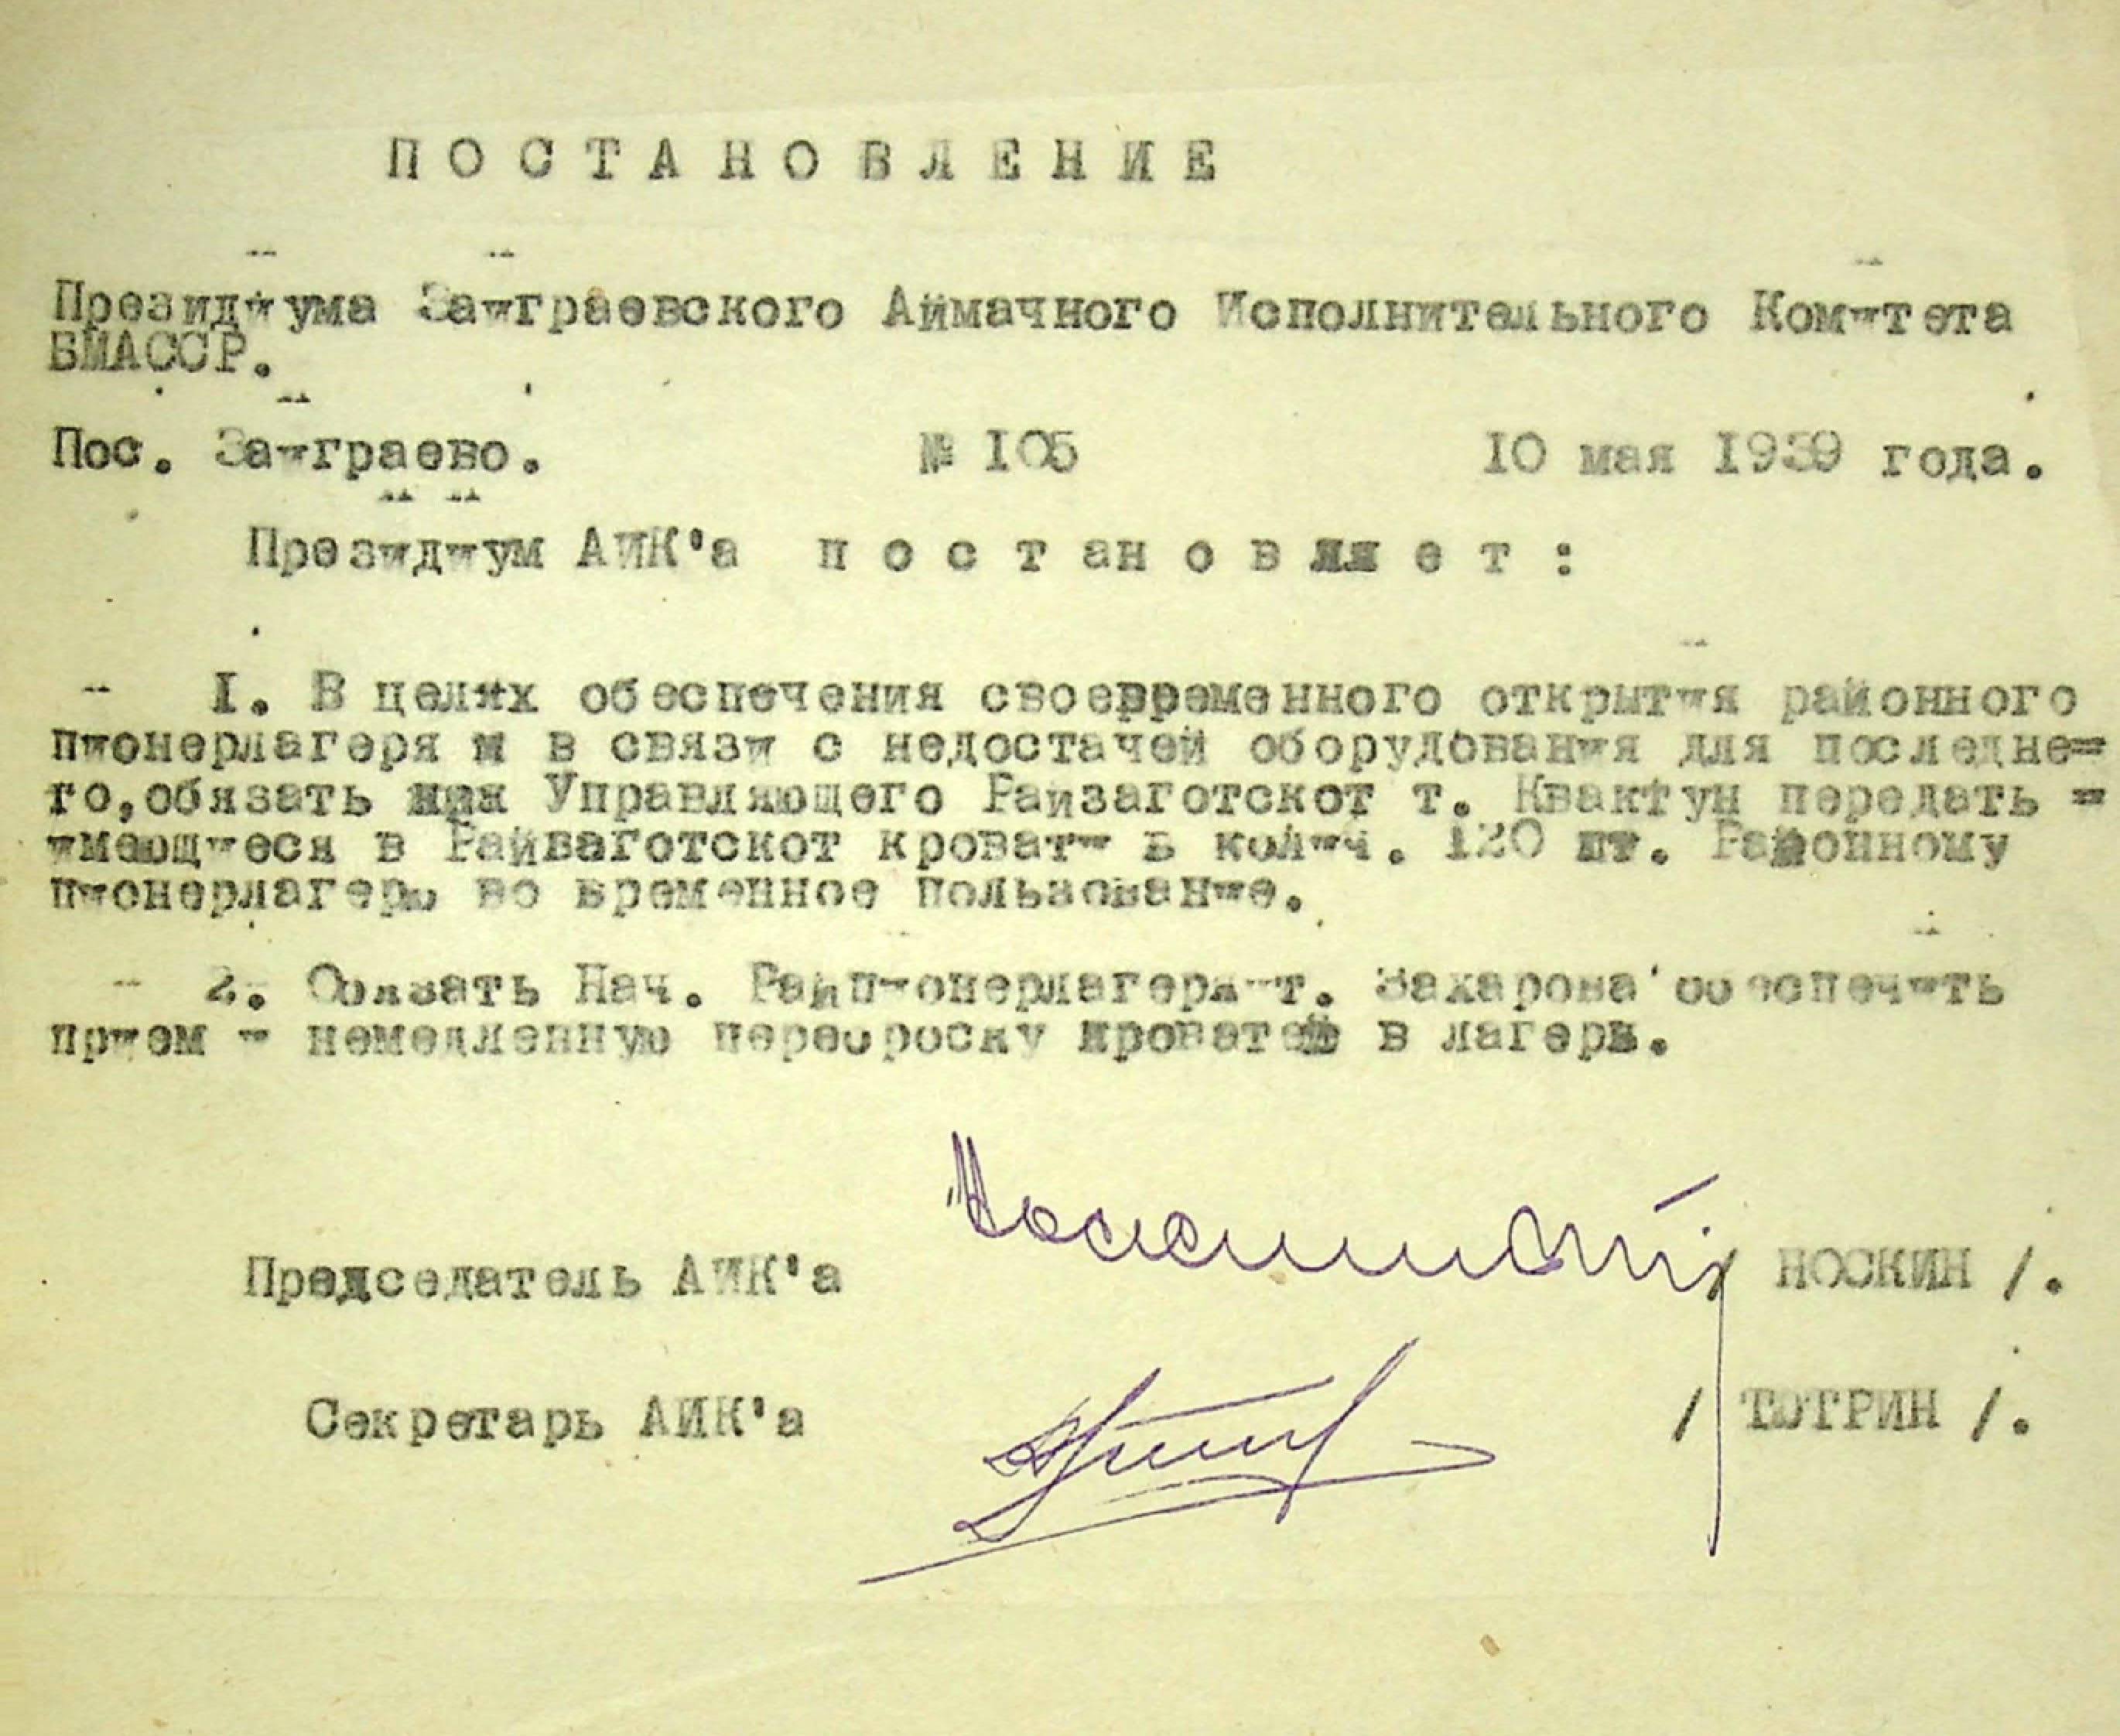 ПОСТАНОВЛЕНИЕ
Президиума Заиграевского Аймачного Исполнительного Комитета
БМАССР.
Пос. Заиграево. № 105 10 мая 1939 года.
Президиум АИК'а постановляет:
1. В целях обеспечения своевременного открытия районного
пионерлагеря и в связи с недостачей оборудования для последне=
го, обязать Управляющего Райзаготскот т. Квактун передать =
имеющиеся в Райзаготскот кровати в колич. 120 шт. Районному
пионерлагерю во временное пользование.
2. Обязать Нач. Райпионерлагеря-т. Захарова обеспечить
прием и немедленную переброску кроватей в лагерь.
Председатель АИК'а / НОСКИН /.
Секретарь АИК'а / ТЮТРИН /.